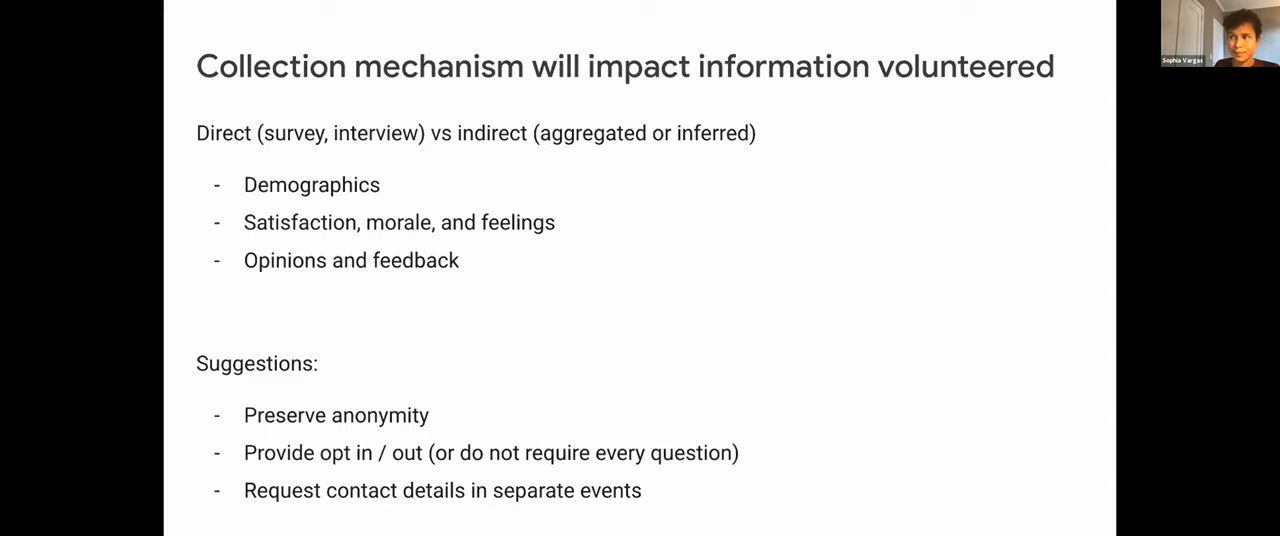 Collection mechanism will impact information volunteered
Sophia Vargas
Direct (survey, interview) vs indirect (aggregated or inferred)
- Demographics
- Satisfaction, morale, and feelings
- Opinions and feedback
Suggestions:
- Preserve anonymity
- Provide opt in / out (or do not require every question)
- Request contact details in separate events